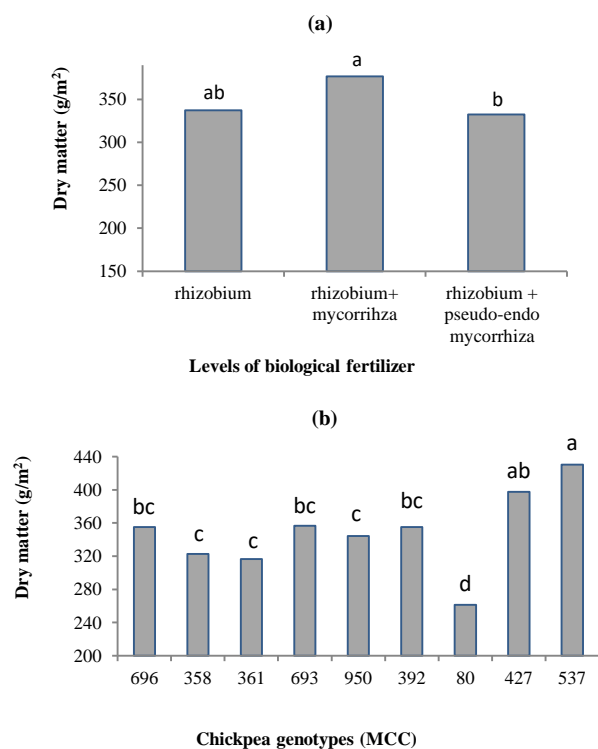 (a)
Dry matter (g/m²)
350
300
250
200
150
ab
a
b
rhizobium
rhizobium+
mycorrihza
rhizobium +
pseudo-endo
mycorrhiza
Levels of biological fertilizer
(b)
Dry matter (g/m²)
440
400
360
320
280
240
200
bc
c
c
bc
c
bc
d
ab
a
696 358 361 693 950 392 80 427 537
Chickpea genotypes (MCC)